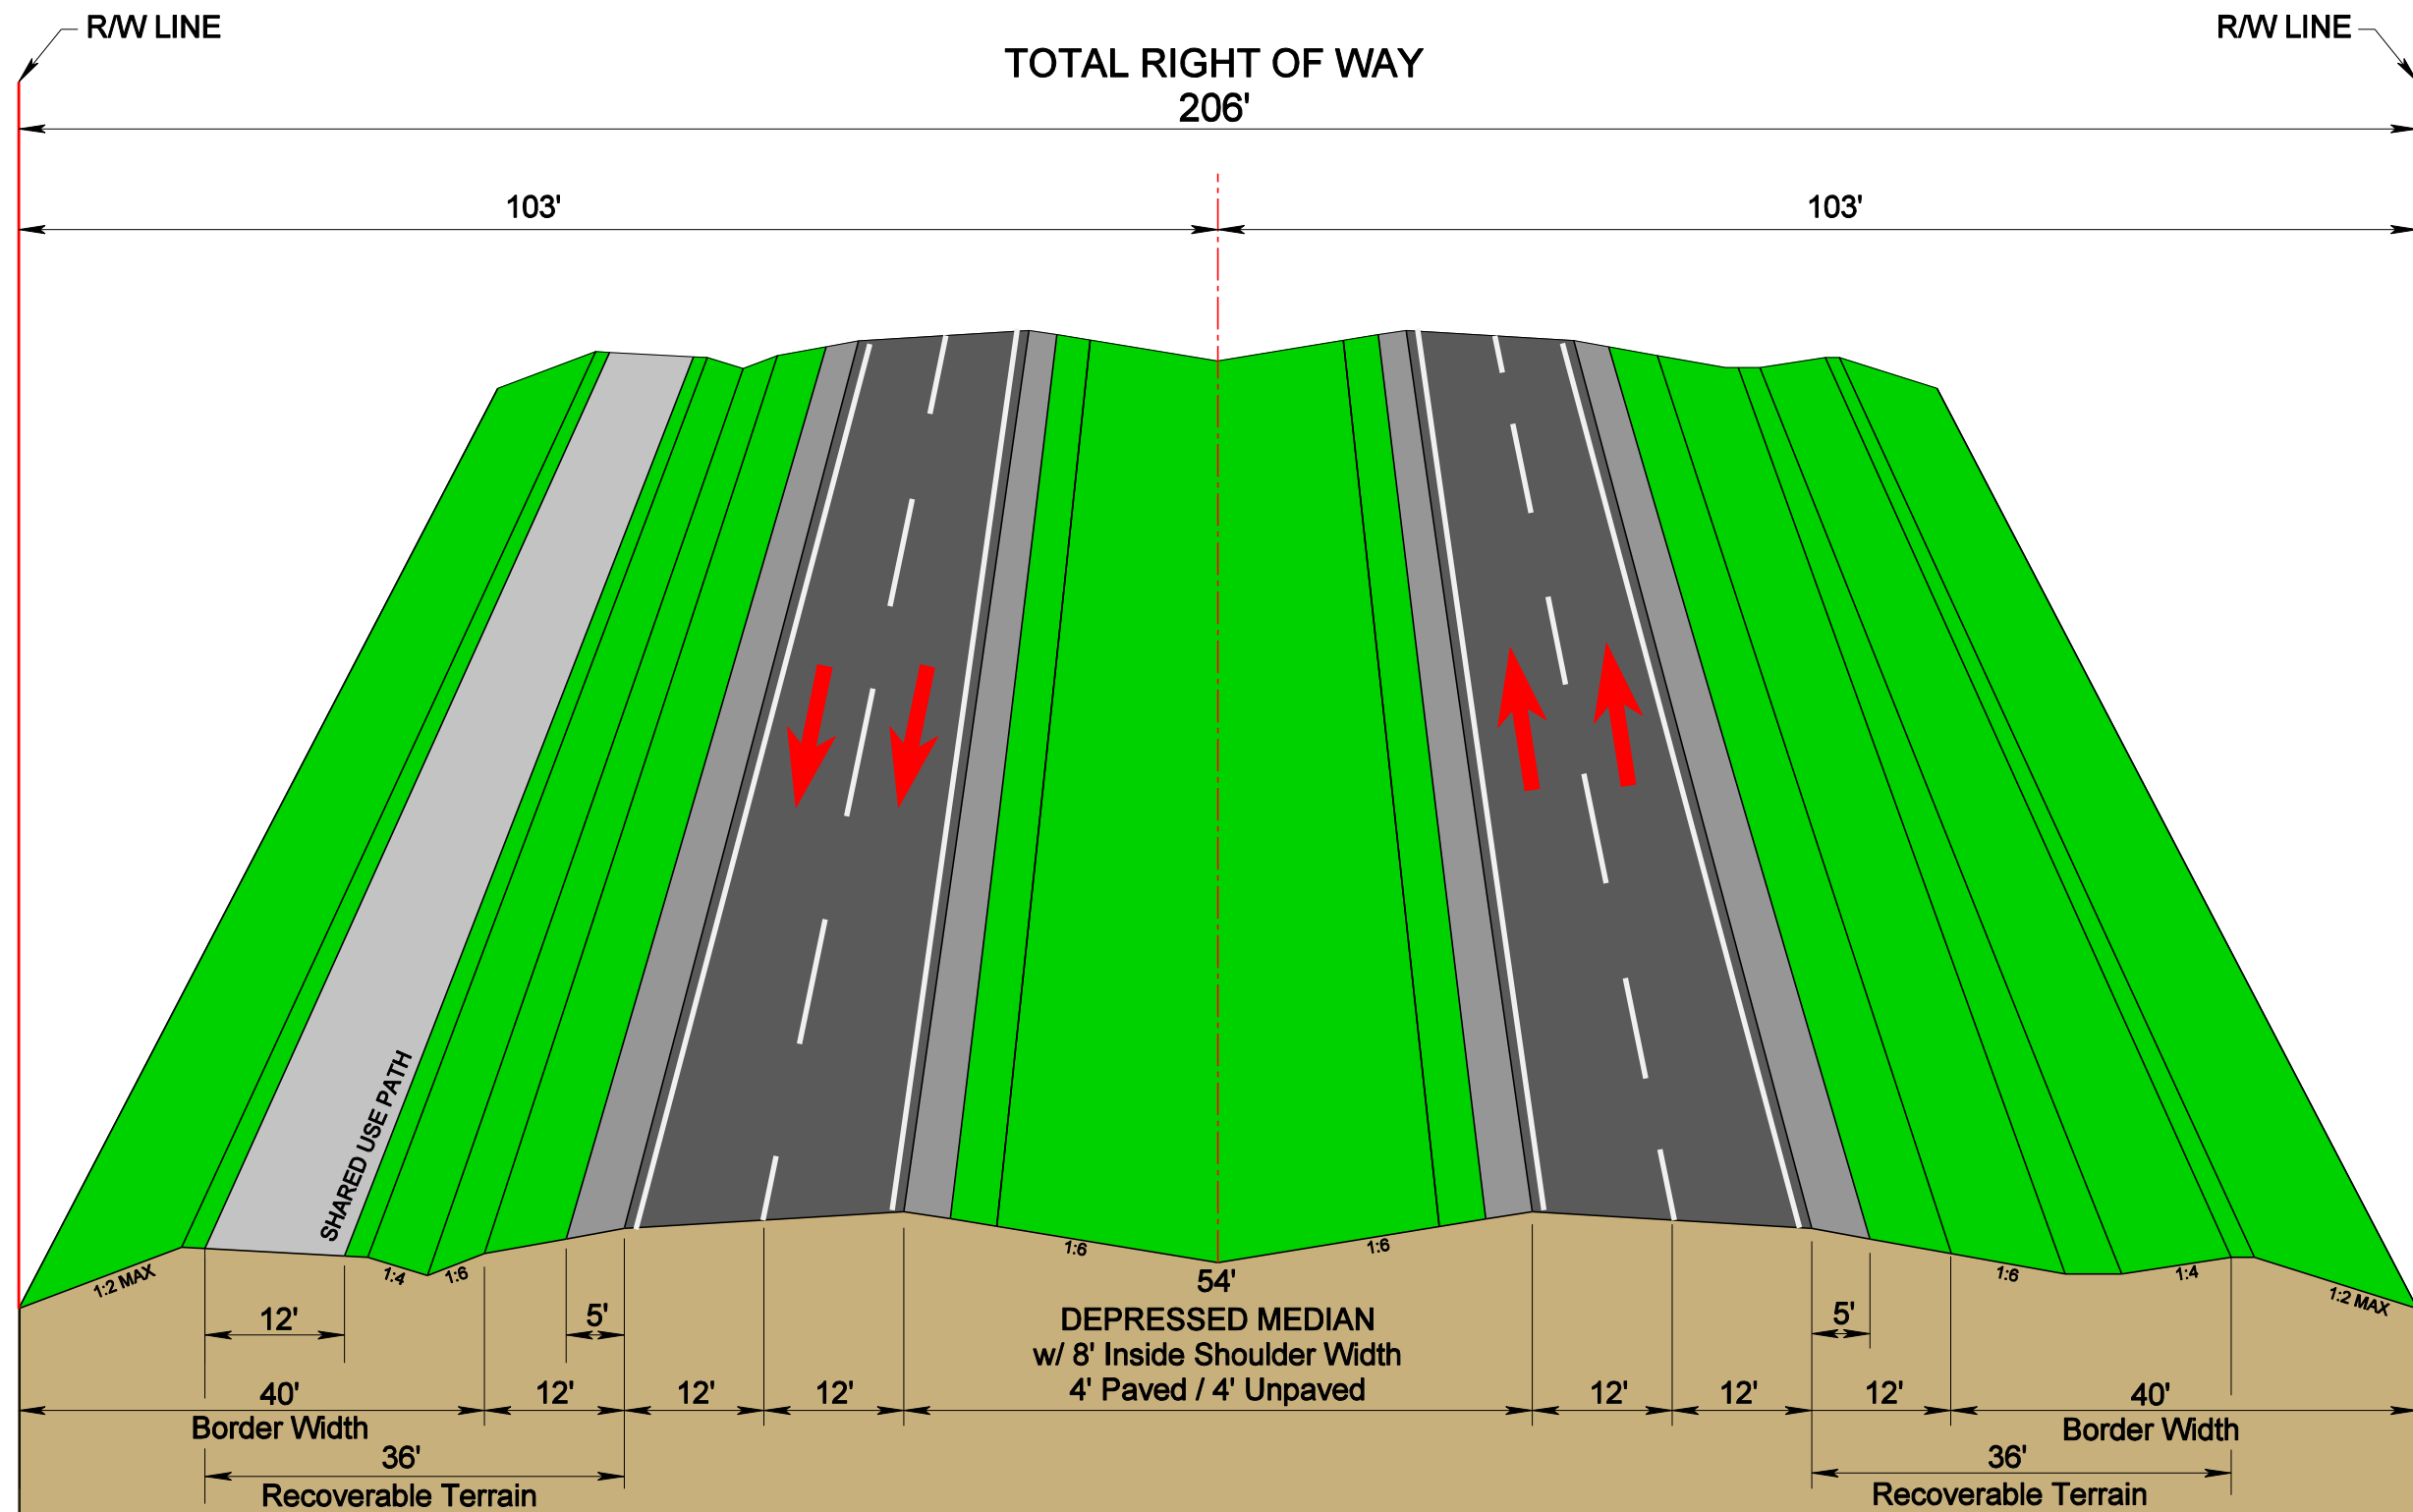 R/W LINE
R/W LINE
TOTAL RIGHT OF WAY
206'
103'
103'
SHARED USE PATH
1:2 MAX
1:4
1:6
1:6
1:6
1:6
1:4
1:2 MAX
12'
5'
54'
DEPRESSED MEDIAN
w/ 8' Inside Shoulder Width
4' Paved / 4' Unpaved
5'
40'
Border Width
12'
12'
12'
12'
12'
12'
40'
Border Width
36'
Recoverable Terrain
36'
Recoverable Terrain